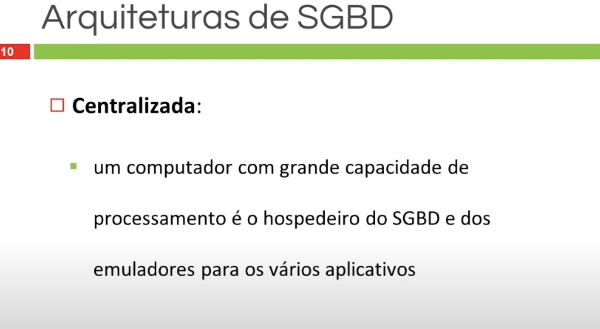 Arquiteturas de SGBD
10
Centralizada:
um computador com grande capacidade de
processamento é o hospedeiro do SGBD e dos
emuladores para os vários aplicativos